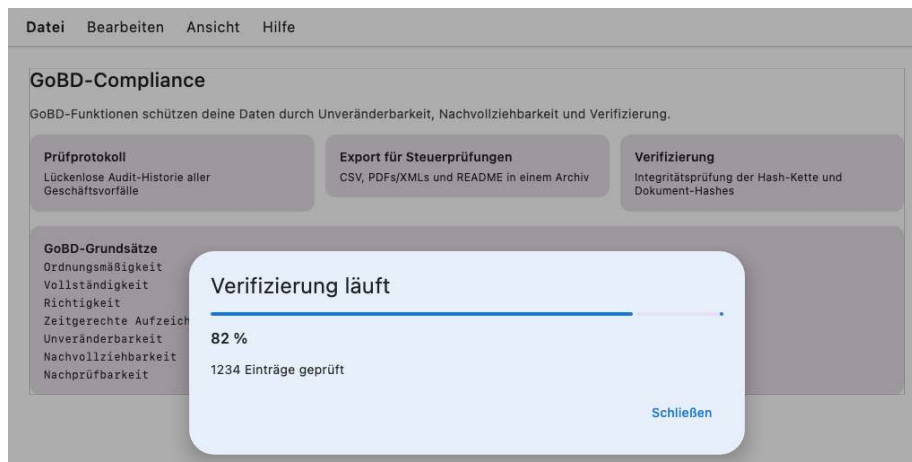 Datei Bearbeiten Ansicht Hilfe
GoBD-Compliance
GoBD-Funktionen schützen deine Daten durch Unveränderbarkeit, Nachvollziehbarkeit und Verifizierung.
Prüfprotokoll
Lückenlose Audit-Historie aller
Geschäftsvorfälle
Export für Steuerprüfungen
CSV, PDFs/XMLs und README in einem Archiv
Verifizierung
Integritätsprüfung der Hash-Kette und
Dokument-Hashes
GoBD-Grundsätze
Ordnungsmäßigkeit
Vollständigkeit
Richtigkeit
Zeitgerechte Aufzeich
Unveränderbarkeit
Nachvollziehbarkeit
Nachprüfbarkeit
Verifizierung läuft
82 %
1234 Einträge geprüft
Schließen